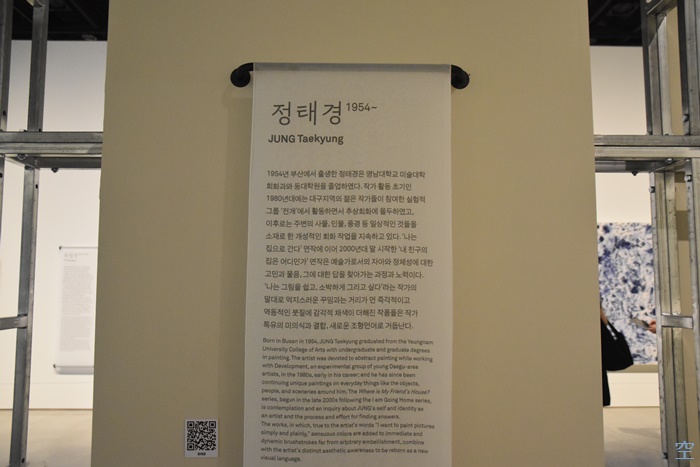 정태경 1954~
JUNG Taekyung
1954년 부산에서 출생한 정태경은 영남대학교 미술대학
회화과와 동대학원을 졸업하였다. 작가 활동 초기인
1980년대에는 대구지역의 젊은 작가들이 참여한 실험적
그룹 '전개'에서 활동하면서 추상회화에 몰두하였고,
이후로는 주변의 사물, 인물, 풍경 등 일상적인 것들을
소재로 한 개성적인 회화 작업을 지속하고 있다. '나는
집으로 간다' 연작에 이어 2000년대 말 시작한 '내 친구의
집은 어디인가' 연작은 예술가로서의 자아와 정체성에 대한
고민과 물음, 그에 대한 답을 찾아가는 과정과 노력이다.
'나는 그림을 쉽고, 소박하게 그리고 싶다'라는 작가의
말대로 억지스러운 꾸밈과는 거리가 먼 즉각적이고
역동적인 붓질에 감각적 채색이 더해진 작품들은 작가
특유의 미의식과 결합, 새로운 조형언어로 거듭난다.
Born in Busan in 1954, JUNG Taekyung graduated from the Yeungnam
University College of Arts with undergraduate and graduate degrees
in painting. The artist was devoted to abstract painting while working
with Development, an experimental group of young Daegu-area
artists, in the 1980s, early in his career; and he has since been
continuing unique paintings on everyday things like the objects,
people, and sceneries around him. The Where is My Friend's House?
series, begun in the late 2000s following the I am Going Home series,
is contemplation and an inquiry about JUNG's self and identity as
an artist and the process and effort for finding answers.
The works, in which, true to the artist's minds "I want to paint pictures
simply and plainly," sensuous colors are added to immediate and
dynamic brushstrokes far from arbitrary embellishment, combine
with the artist's distinct aesthetic awareness to be reborn as a new
visual language.
空